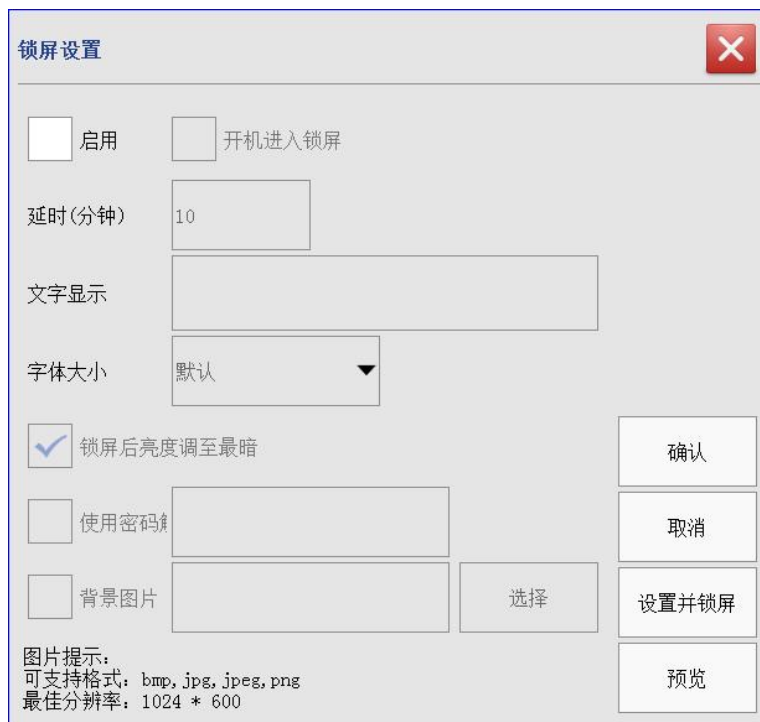 锁屏设置
启用 开机进入锁屏
延时(分钟) 10
文字显示
字体大小 默认
锁屏后亮度调至最暗 确认
使用密码解
取消
背景图片 选择 设置并锁屏
图片提示:
可支持格式: bmp,jpg,jpeg,png
最佳分辨率: 1024 * 600
预览